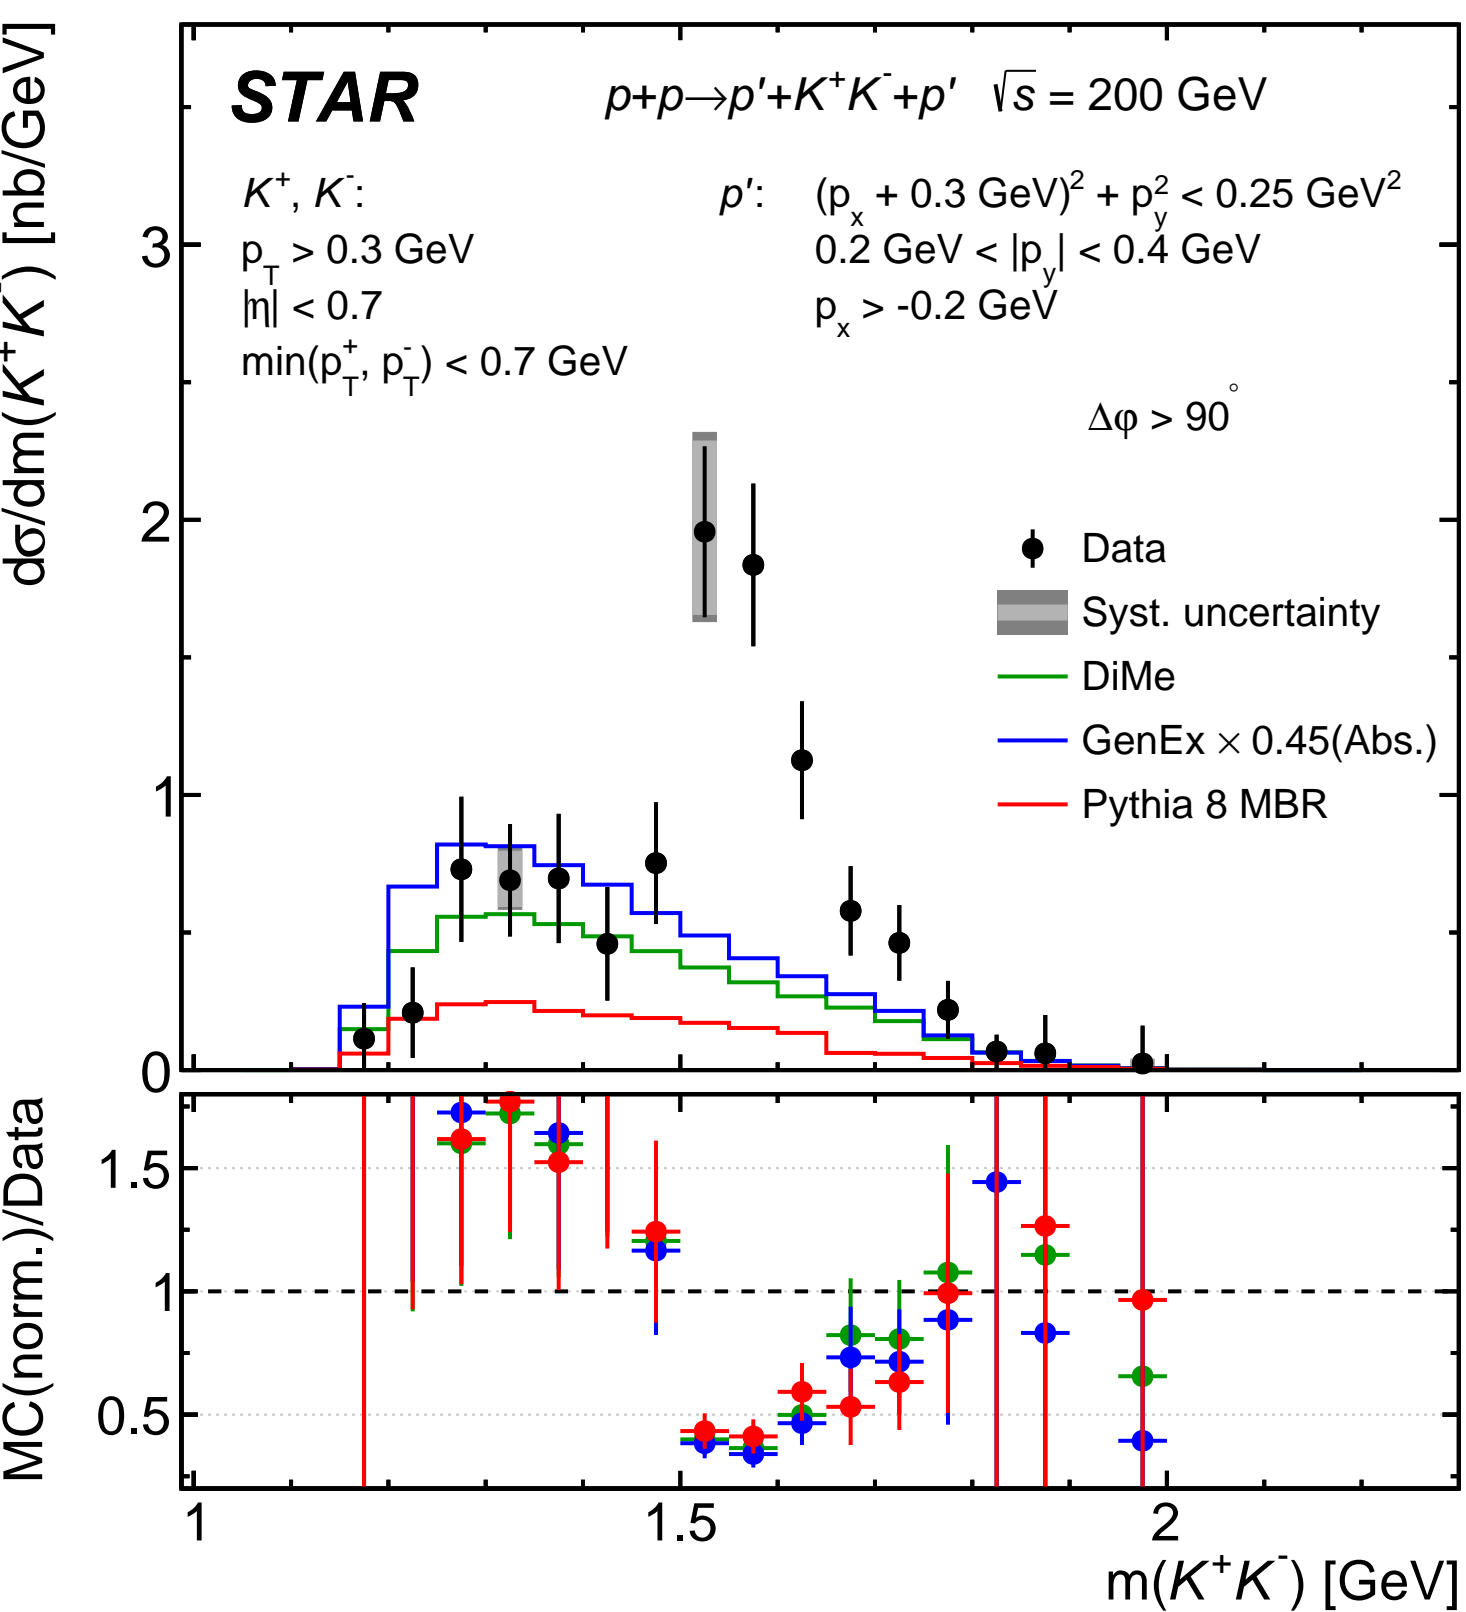 STAR
p+p→p′+K⁺K⁻+p′ √s = 200 GeV
K⁺, K⁻:
p_T > 0.3 GeV
|η| < 0.7
min(p_T⁺, p_T⁻) < 0.7 GeV
p′: (p_x + 0.3 GeV)² + p_y² < 0.25 GeV²
0.2 GeV < |p_y| < 0.4 GeV
p_x > -0.2 GeV
Δφ > 90°
Data
Syst. uncertainty
DiMe
GenEx × 0.45(Abs.)
Pythia 8 MBR
dσ/dm(K⁺K⁻) [nb/GeV]
3
2
1
0
MC(norm.)/Data
1.5
1
0.5
1 1.5 2
m(K⁺K⁻) [GeV]